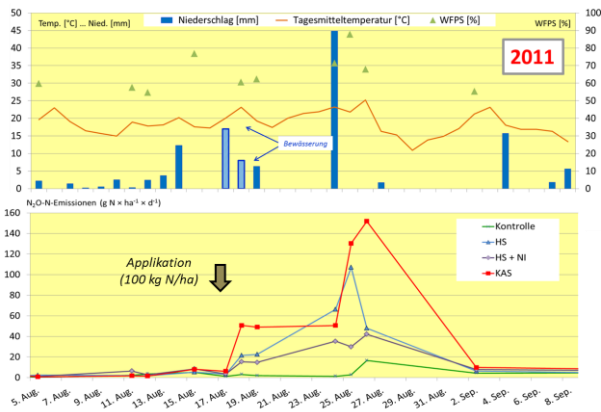 Temp. [°C] ... Nied. [mm]
Niederschlag [mm]
Tagesmitteltemperatur [°C]
WFPS [%]
WFPS [%]
50
45
40
35
30
25
20
15
10
5
0
100
90
80
70
60
50
40
30
20
10
0
2011
Bewässerung
N₂O-N-Emissionen (g N × ha⁻¹ × d⁻¹)
160
140
120
100
80
60
40
20
0
Applikation
(100 kg N/ha)
Kontrolle
HS
HS + NI
KAS
5. Aug. 7. Aug. 9. Aug. 11. Aug. 13. Aug. 15. Aug. 17. Aug. 19. Aug. 21. Aug. 23. Aug. 25. Aug. 27. Aug. 2. Sep. 4. Sep. 6. Sep. 8. Sep.